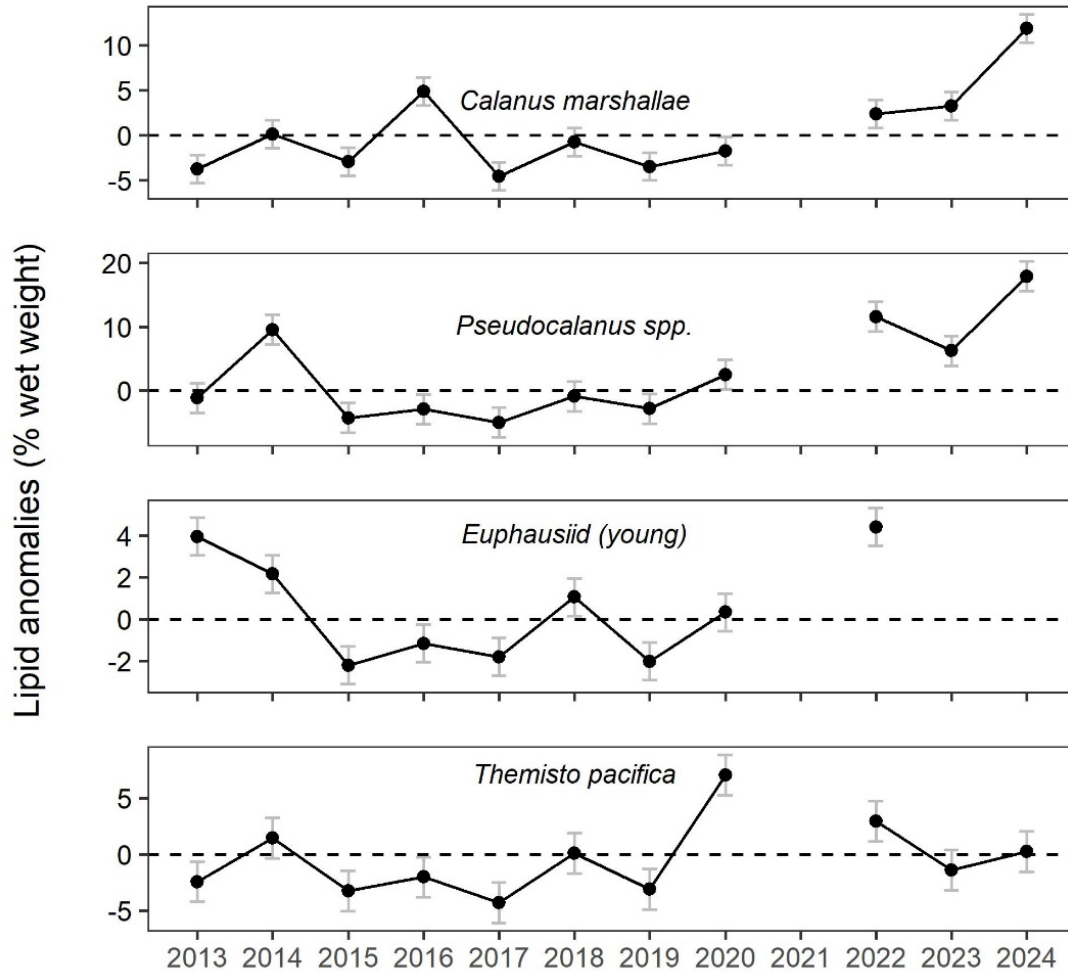 Lipid anomalies (% wet weight)
Calanus marshallae
10
5
0
-5
Pseudocalanus spp.
20
10
0
Euphausiid (young)
4
2
0
-2
Themisto pacifica
5
0
-5
2013 2014 2015 2016 2017 2018 2019 2020 2021 2022 2023 2024